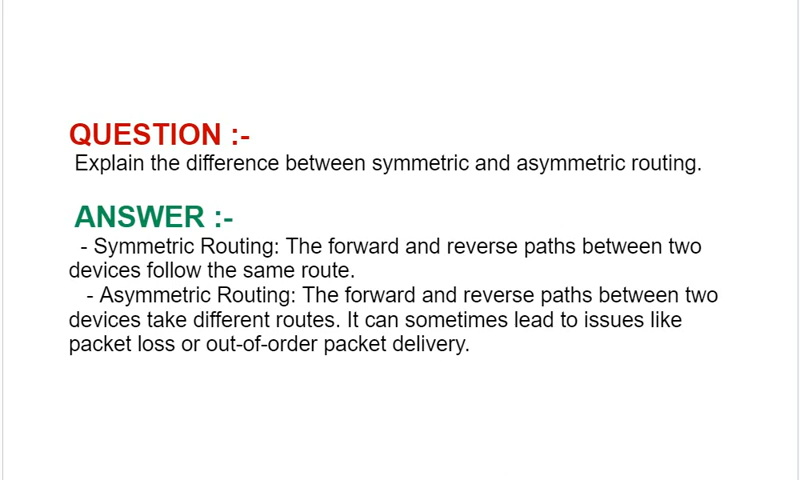 QUESTION :-
Explain the difference between symmetric and asymmetric routing.
ANSWER :-
- Symmetric Routing: The forward and reverse paths between two
devices follow the same route.
- Asymmetric Routing: The forward and reverse paths between two
devices take different routes. It can sometimes lead to issues like
packet loss or out-of-order packet delivery.